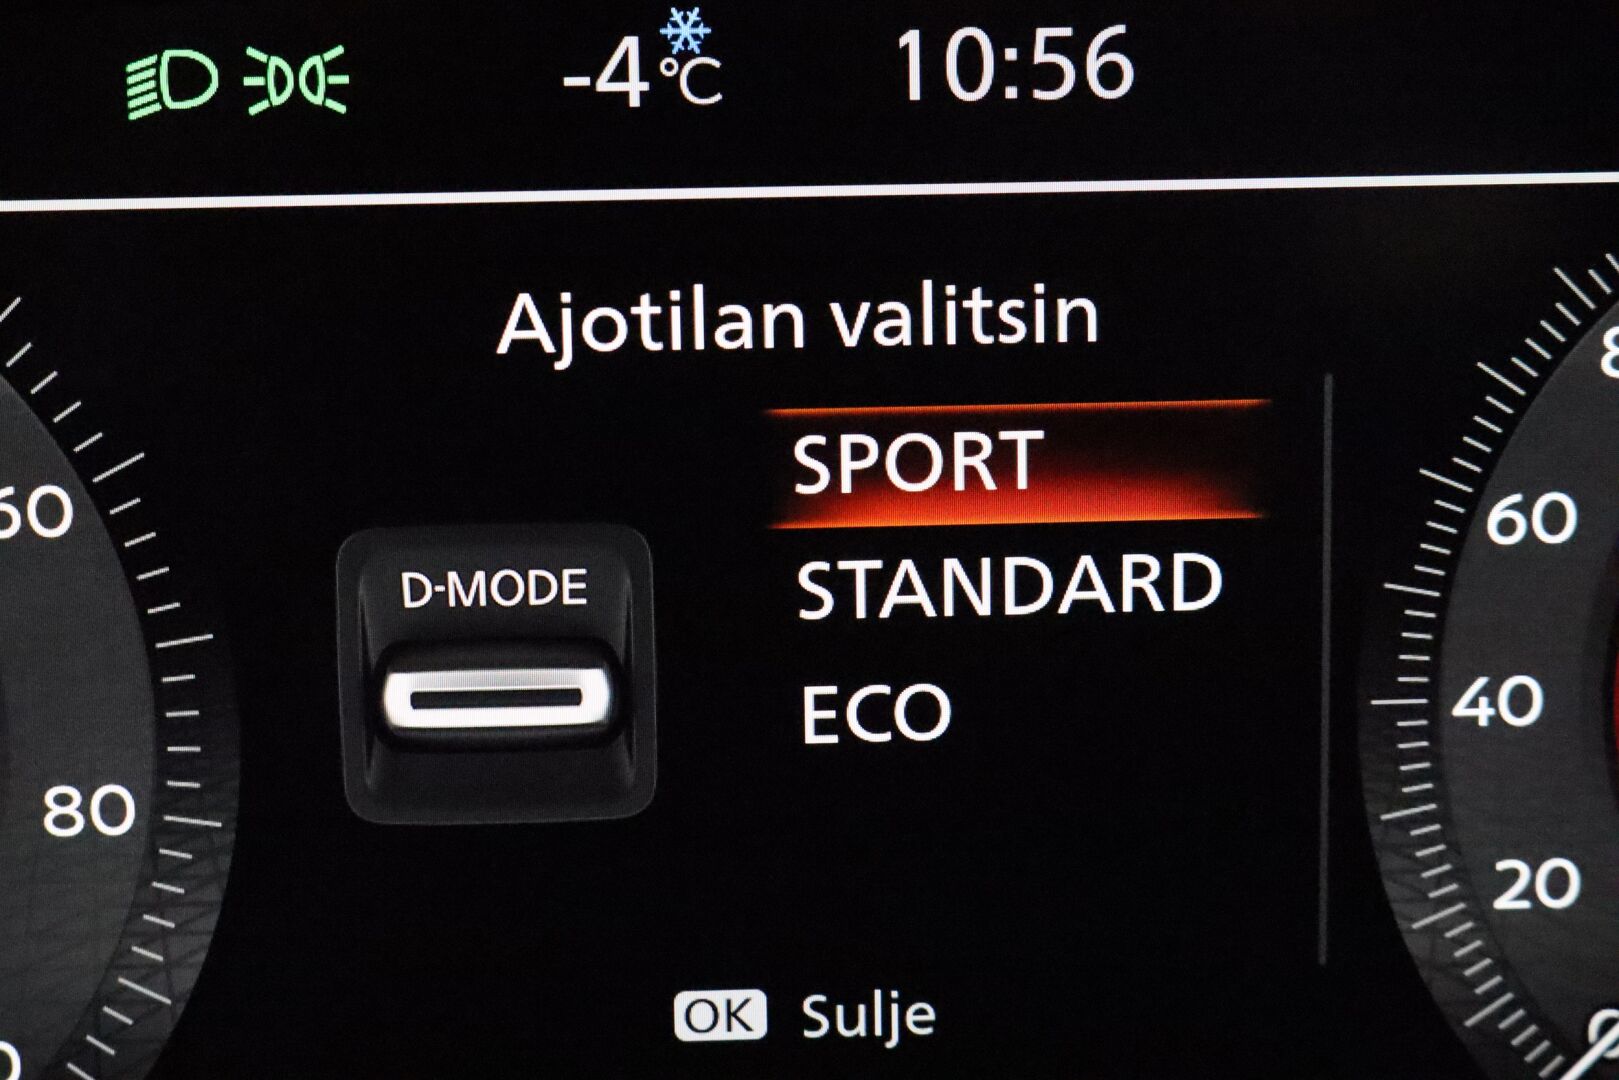 -4°C 10:56
Ajotilan valitsin
SPORT
STANDARD
ECO
D-MODE
60
80
60
40
20
OK Sulje